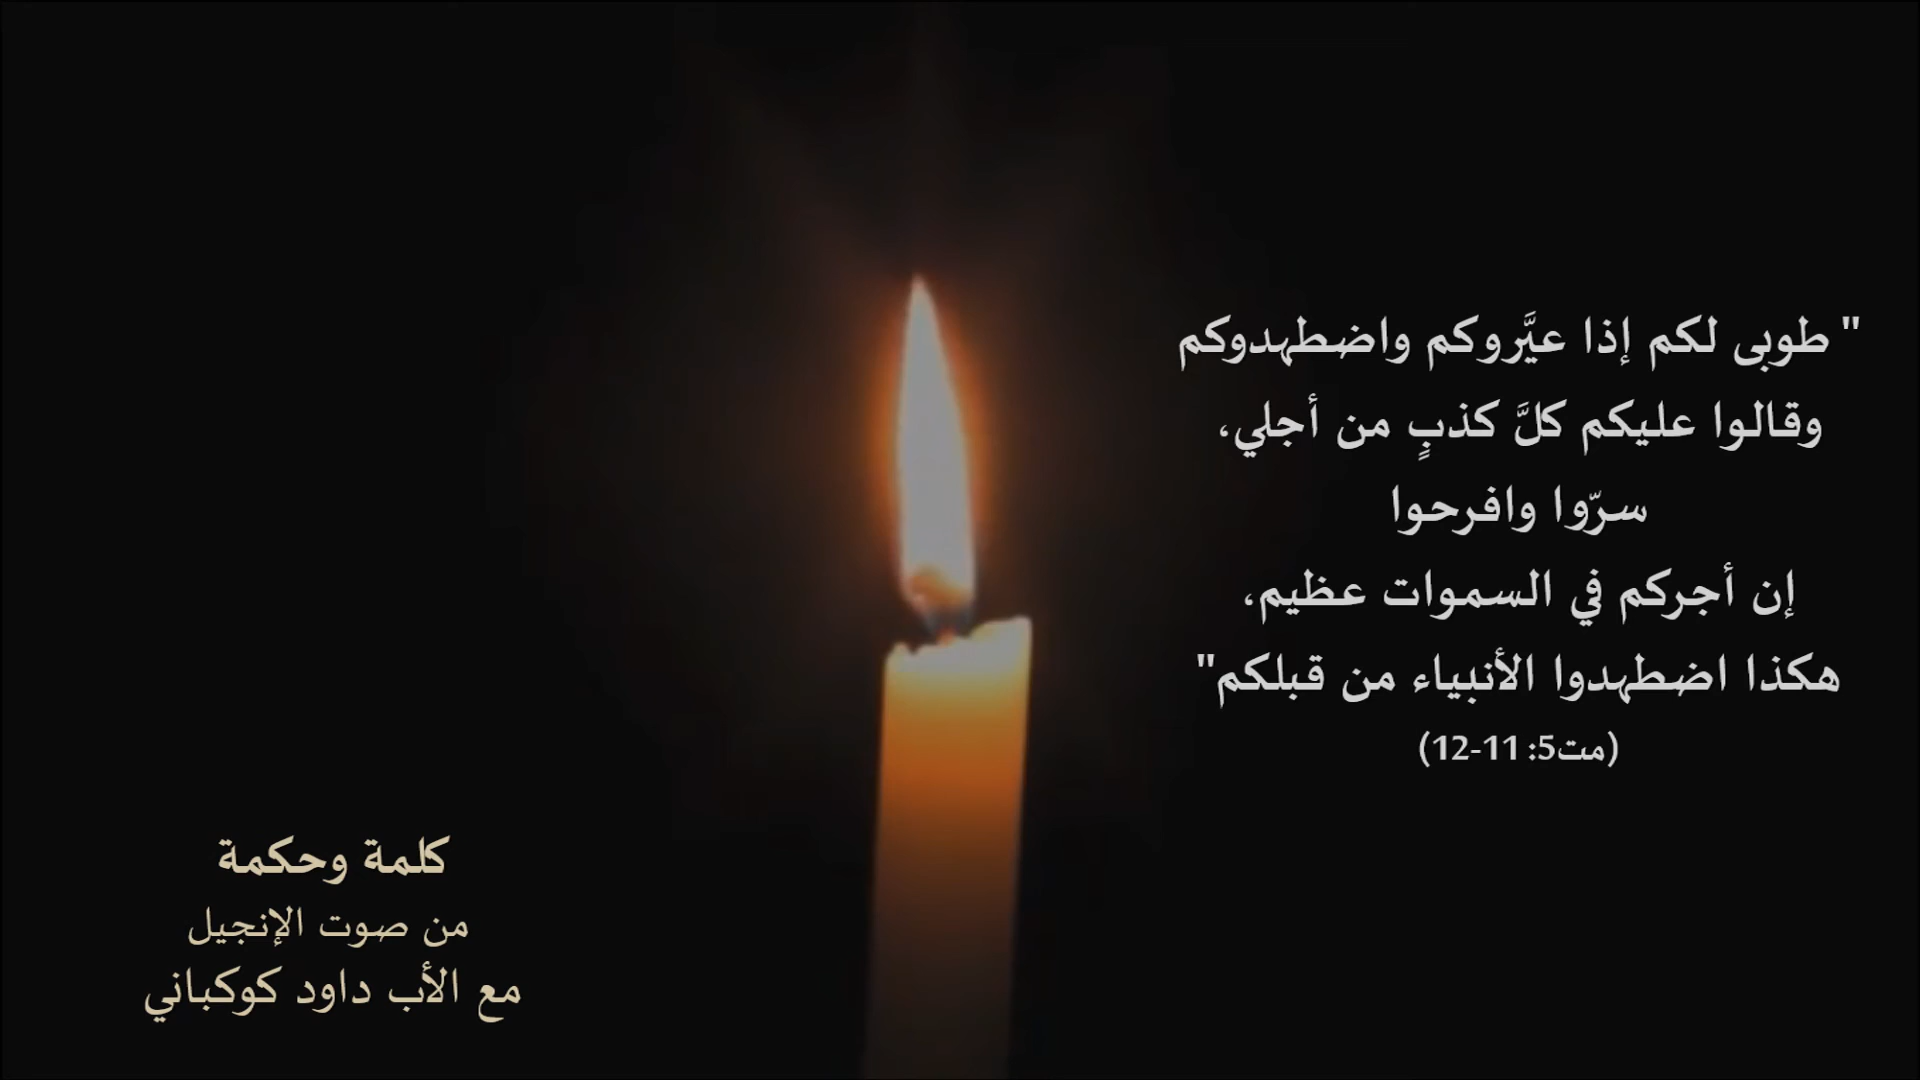 " طوبى لكم إذا عيَّروكم واضطهدوكم
وقالوا عليكم كلَّ كذبٍ من أجلي،
سرّوا وافرحوا
إن أجركم في السموات عظيم،
هكذا اضطهدوا الأنبياء من قبلكم"
(مت5: 11-12)
كلمة وحكمة
من صوت الإنجيل
مع الأب داود كوكباني